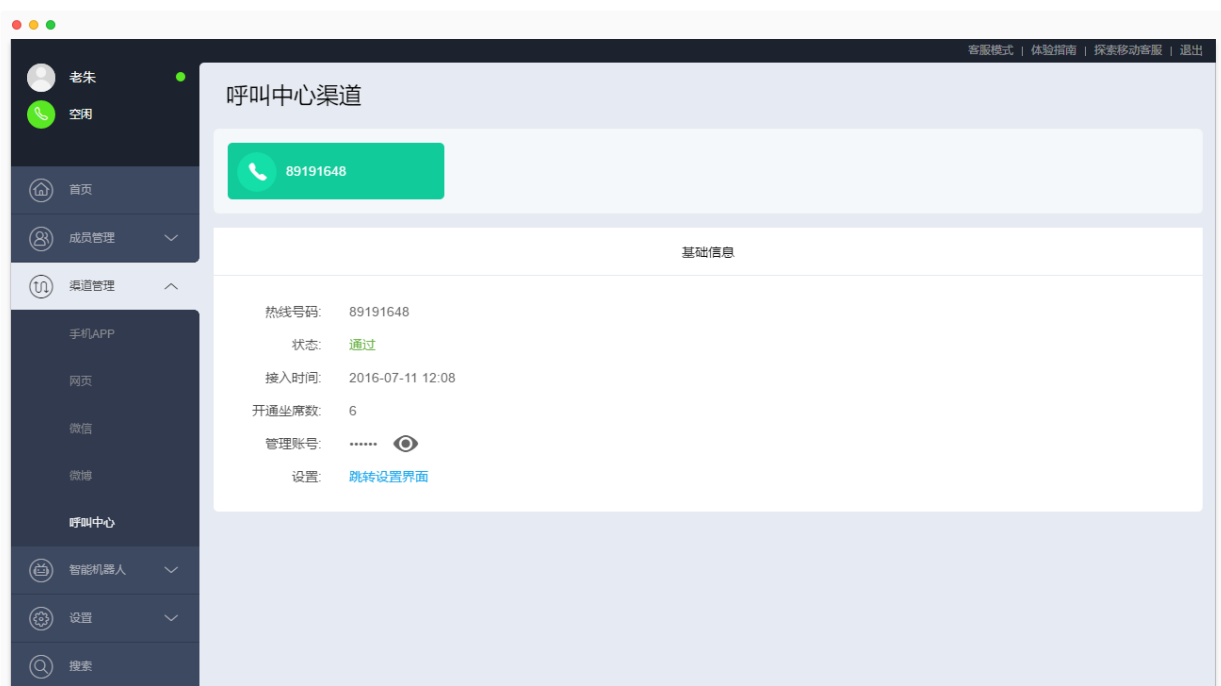 客服模式 | 体验指南 | 探索移动客服 | 退出
老朱
空闲
首页
成员管理
渠道管理
手机APP
网页
微信
微博
呼叫中心
智能机器人
设置
搜索
呼叫中心渠道
89191648
基础信息
热线号码: 89191648
状态: 通过
接入时间: 2016-07-11 12:08
开通坐席数: 6
管理账号: ••••••
设置: 跳转设置界面